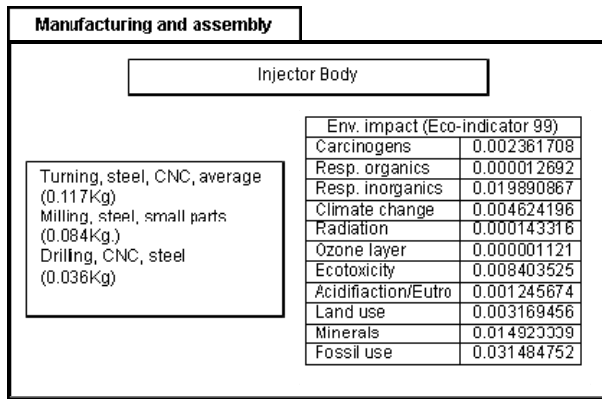 Manufacturing and assembly
Injector Body
Turning, steel, CNC, average
(0.117Kg)
Milling, steel, small parts
(0.084Kg.)
Drilling, CNC, steel
(0.036Kg)
Env. impact (Eco-indicator 99)
Carcinogens 0.002361708
Resp. organics 0.000012692
Resp. inorganics 0.019890867
Climate change 0.004624196
Radiation 0.000143316
Ozone layer 0.000001121
Ecotoxicity 0.008403525
Acidifiaction/Eutro 0.001245674
Land use 0.003169456
Minerals
Fossil use 0.031484752